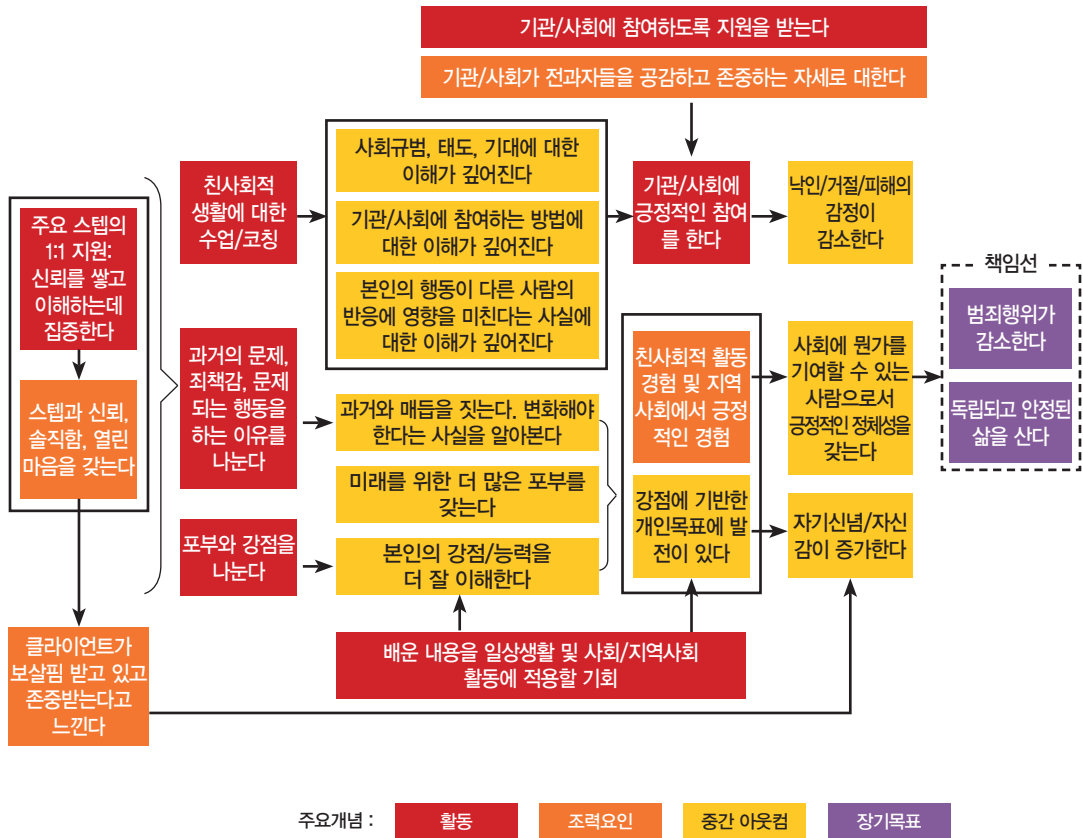 기관/사회에 참여하도록 지원을 받는다
기관/사회가 전과자들을 공감하고 존중하는 자세로 대한다
주요 스텝의
1:1 지원:
신뢰를 쌓고
이해하는데
집중한다
스텝과 신뢰,
솔직함, 열린
마음을 갖는다
클라이언트가
보살핌 받고 있고
존중받는다고
느낀다
친사회적
생활에 대한
수업/코칭
과거의 문제,
죄책감, 문제
되는 행동을
하는 이유를
나눈다
포부와 강점을
나눈다
사회규범, 태도, 기대에 대한
이해가 깊어진다
기관/사회에 참여하는 방법에
대한 이해가 깊어진다
본인의 행동이 다른 사람의
반응에 영향을 미친다는 사실에
대한 이해가 깊어진다
과거와 매듭을 짓는다. 변화해야
한다는 사실을 알아본다
미래를 위한 더 많은 포부를
갖는다
본인의 강점/능력을
더 잘 이해한다
배운 내용을 일상생활 및 사회/지역사회
활동에 적용할 기회
기관/사회에
긍정적인 참여
를 한다
친사회적 활동
경험 및 지역
사회에서 긍정
적인 경험
강점에 기반한
개인목표에 발
전이 있다
낙인/거절/피해의
감정이
감소한다
사회에 뭔가를
기여할 수 있는
사람으로서
긍정적인 정체성을
갖는다
자기신념/자신
감이 증가한다
책임선
범죄행위가
감소한다
독립되고 안정된
삶을 산다
주요개념 :
활동
조력요인
중간 아웃컴
장기목표